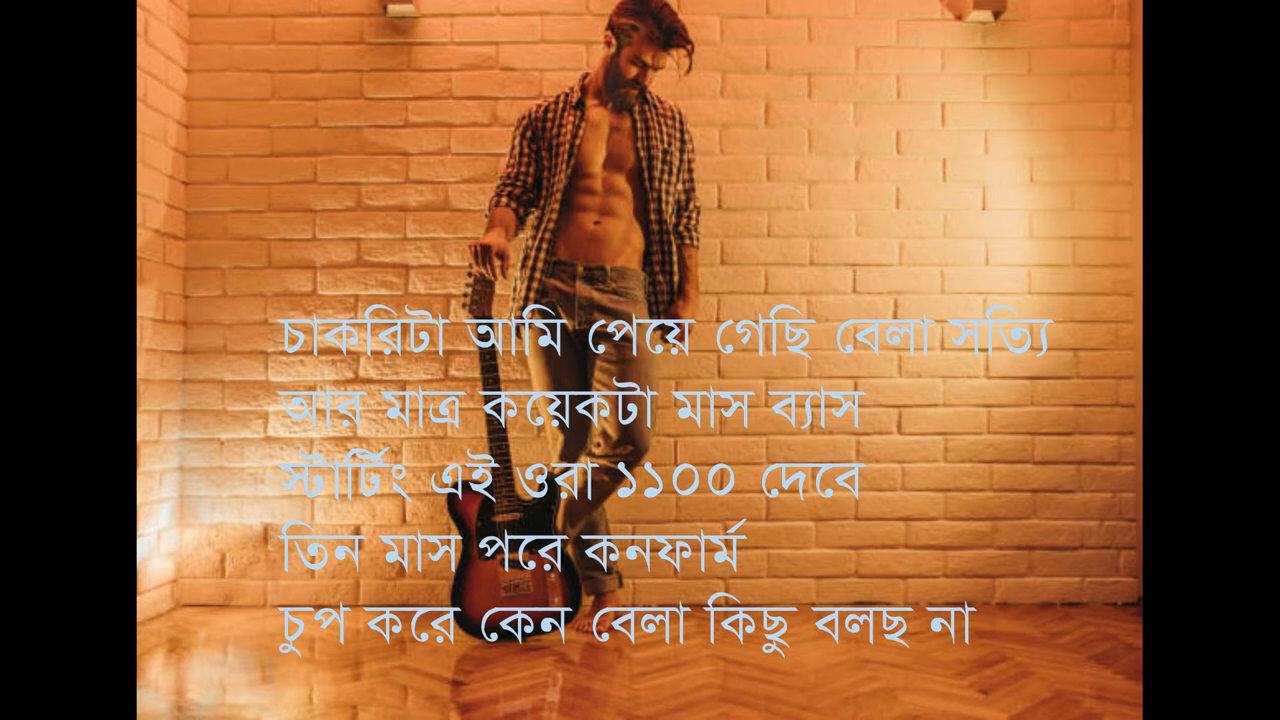 চাকরিটা আমি পেয়ে গেছি বেলা সত্যি
আর মাত্র কয়েকটা মাস ব্যাস
স্টার্টিং এই ওরা ১১০০ দেবে
তিন মাস পরে কনফার্ম
চুপ করে কেন বেলা কিছু বলছ না